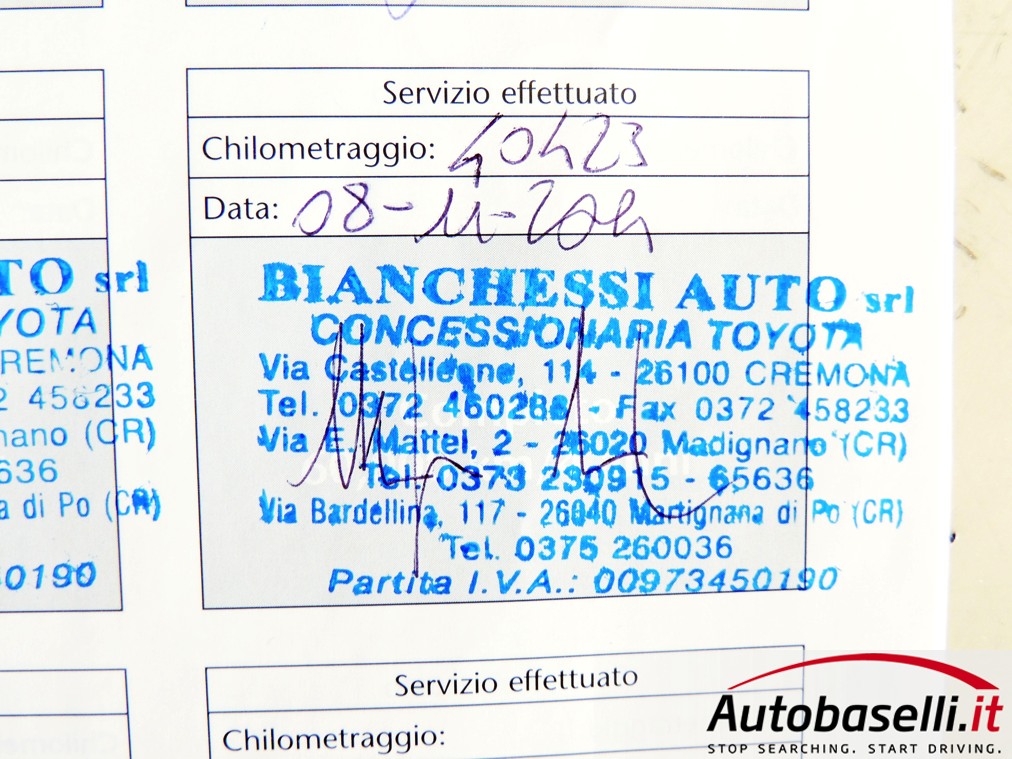 Servizio effettuato
Chilometraggio: 40423
Data: 08-11-2014
TO srl
YOTA
CREMONA
2 458233
nano (CR)
636
a di Po (CR)
50190
BIANCHESSI AUTO srl
CONCESSIONARIA TOYOTA
Via Castelleone, 114 - 26100 CREMONA
Tel. 0372 460288 - Fax 0372 458233
Via E. Mattei, 2 - 26020 Madignano (CR)
Tel. 0373 230915 - 65636
Via Bardellina, 117 - 26040 Martignana di Po (CR)
Tel. 0375 260036
Partita I.V.A.: 00973450190
Servizio effettuato
Chilometraggio:
Autobaselli.it
STOP SEARCHING. START DRIVING.